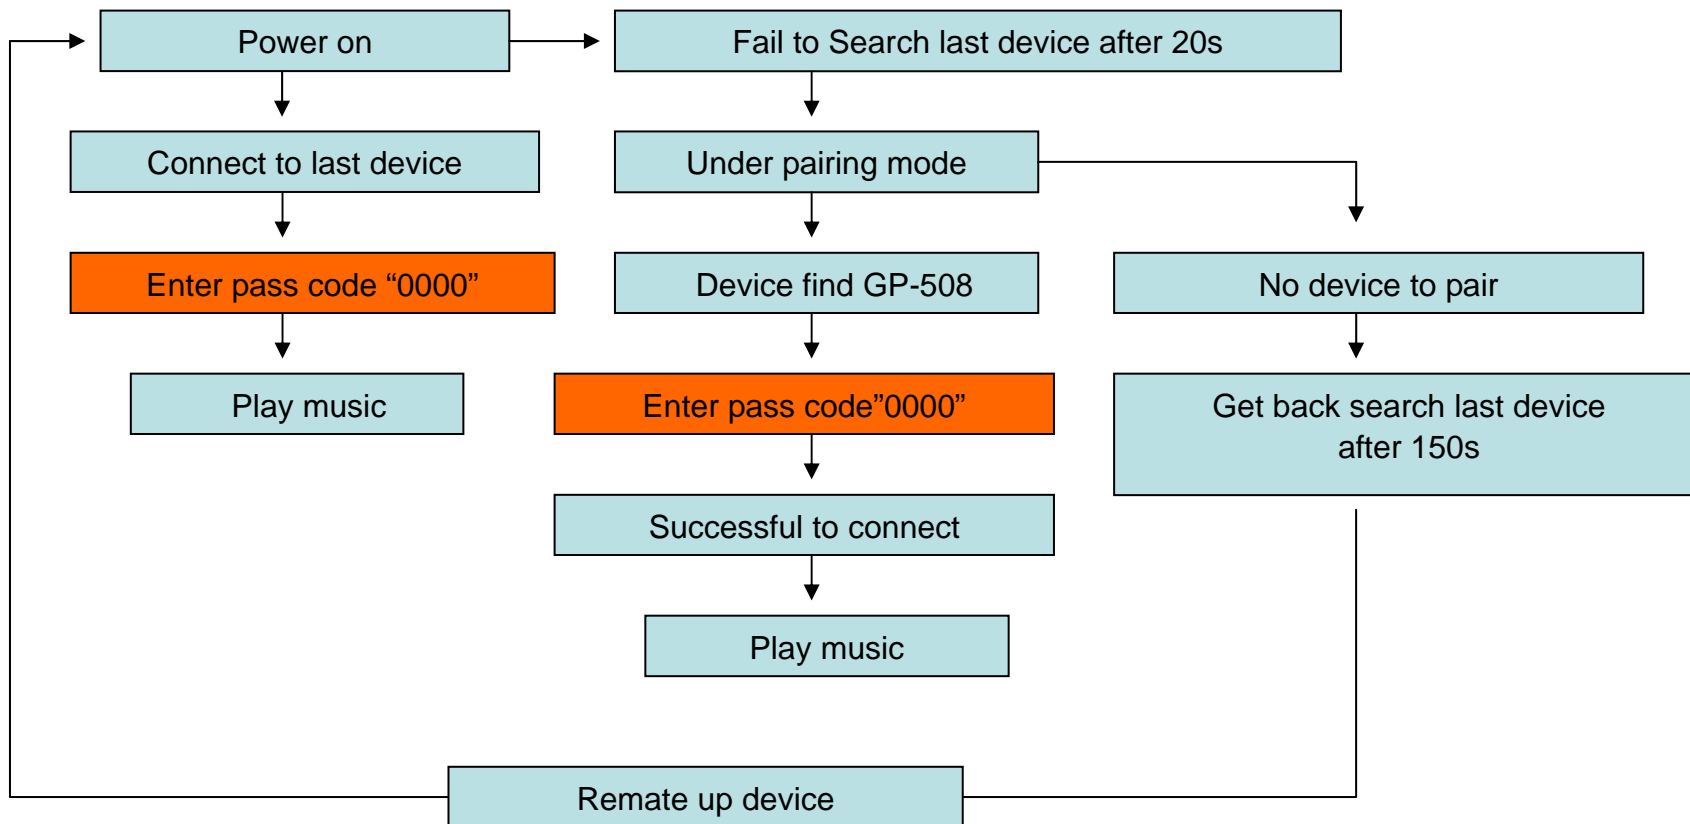 Power on
Fail to Search last device after 20s
Connect to last device
Under pairing mode
Enter pass code “0000”
Device find GP-508
No device to pair
Play music
Enter pass code”0000”
Get back search last device
after 150s
Successful to connect
Play music
Remate up device